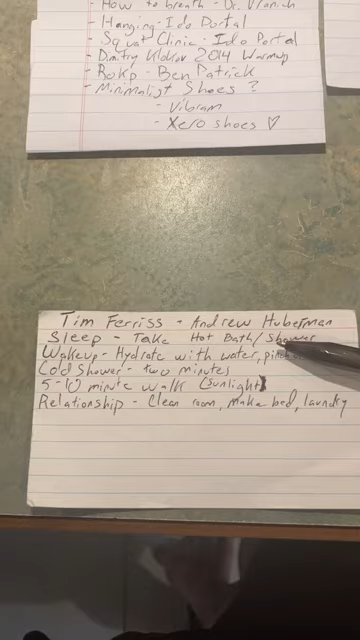 - How to breath - Dr. Vranich
- Hanging - Ido Portal
- Squat Clinic - Ido Portal
- Dmitry Klokov 2014 Warmup
- Ben Patrick
- Minimalist Shoes ?
- Vibram
- Xero shoes ♡
Tim Ferriss - Andrew Huberman
Sleep - Take Hot Bath/Shower
Wakeup - Hydrate with water,
Cold Shower - two minutes
5-10 minute walk (sunlight)
Relationship - Clean room, make bed, laundry